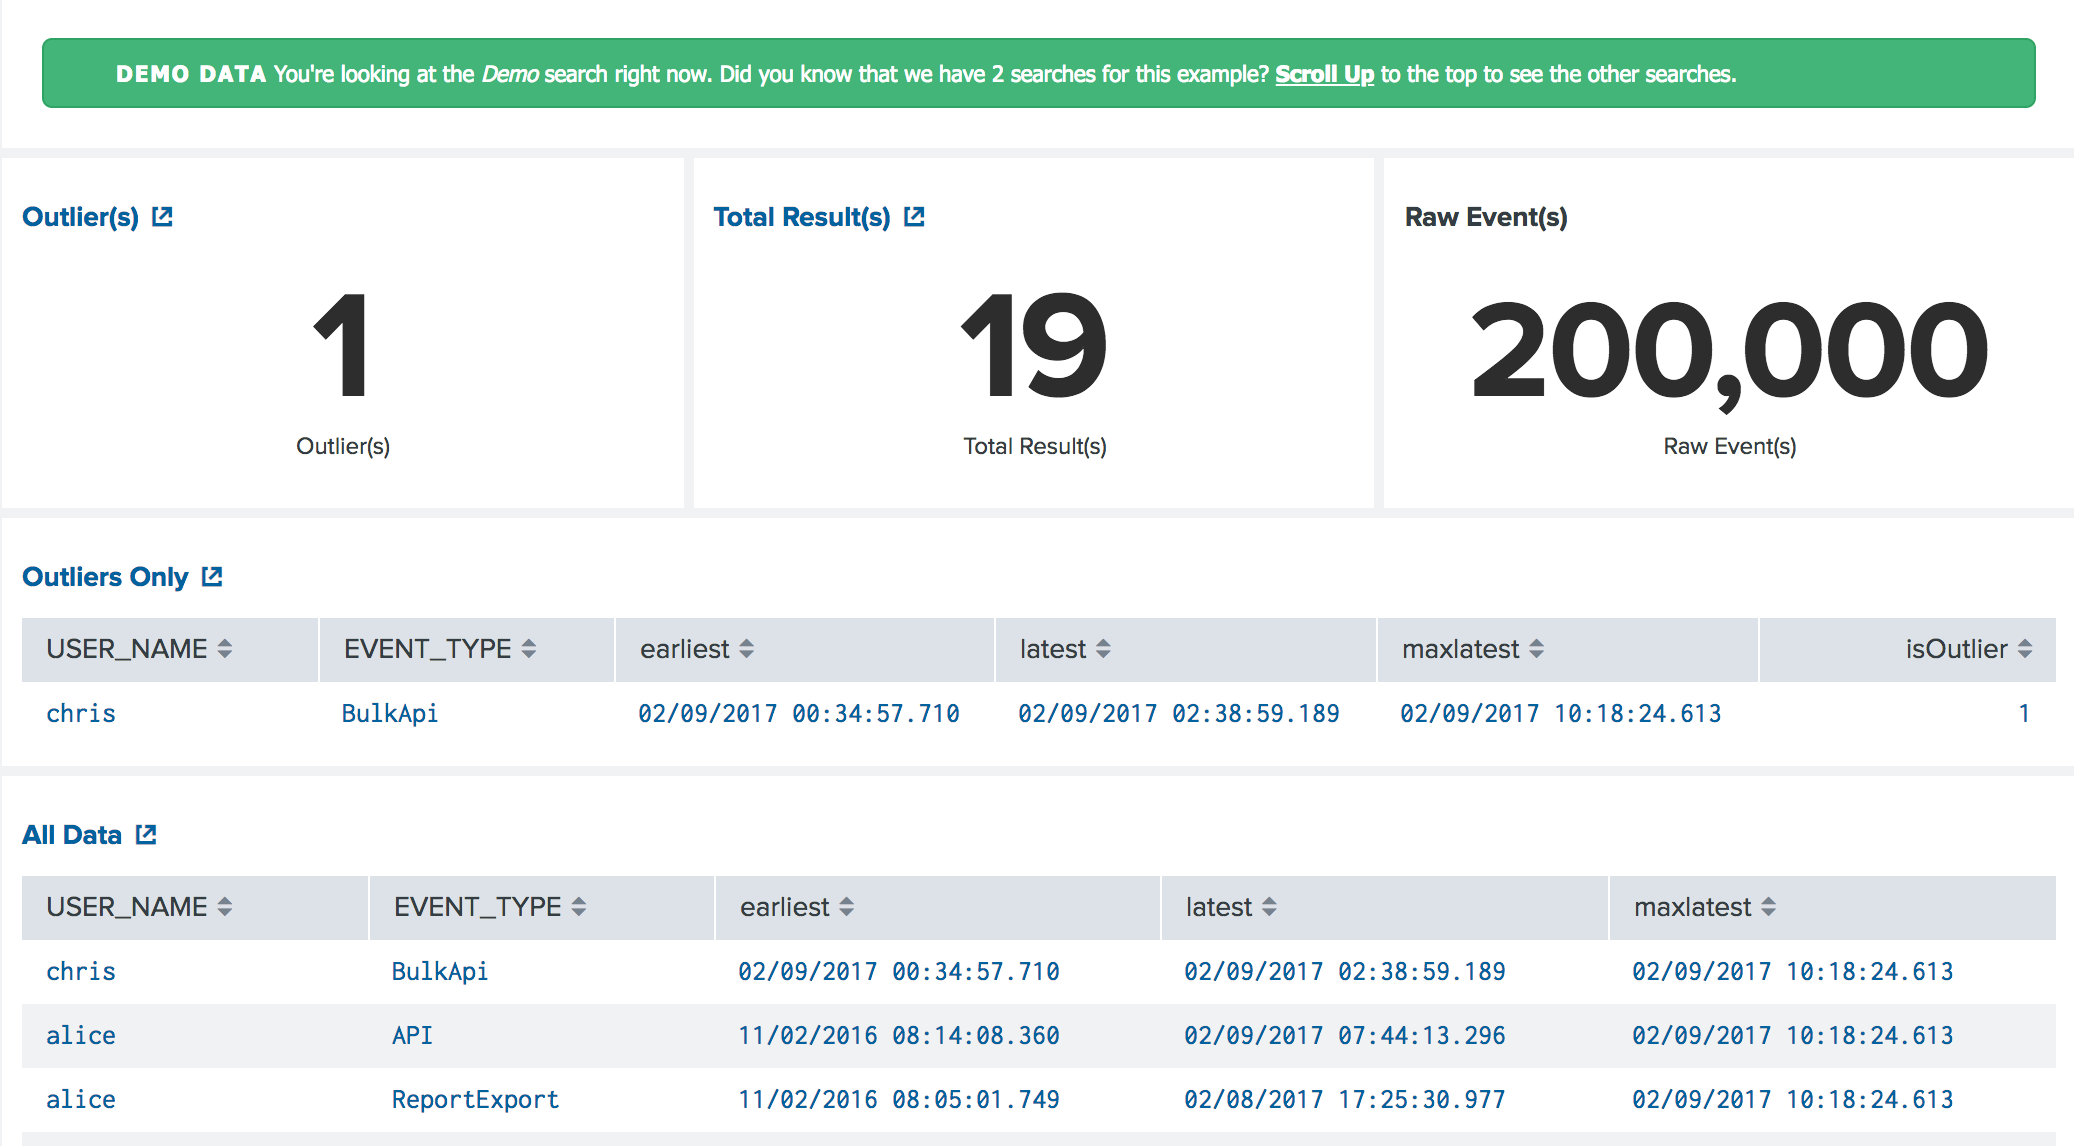 DEMO DATA You're looking at the Demo search right now. Did you know that we have 2 searches for this example? Scroll Up to the top to see the other searches.
Outlier(s)
1
Outlier(s)
Total Result(s)
19
Total Result(s)
Raw Event(s)
200,000
Raw Event(s)
Outliers Only
USER_NAME EVENT_TYPE earliest latest maxlatest isOutlier
chris BulkApi 02/09/2017 00:34:57.710 02/09/2017 02:38:59.189 02/09/2017 10:18:24.613 1
All Data
USER_NAME EVENT_TYPE earliest latest maxlatest
chris BulkApi 02/09/2017 00:34:57.710 02/09/2017 02:38:59.189 02/09/2017 10:18:24.613
alice API 11/02/2016 08:14:08.360 02/09/2017 07:44:13.296 02/09/2017 10:18:24.613
alice ReportExport 11/02/2016 08:05:01.749 02/08/2017 17:25:30.977 02/09/2017 10:18:24.613